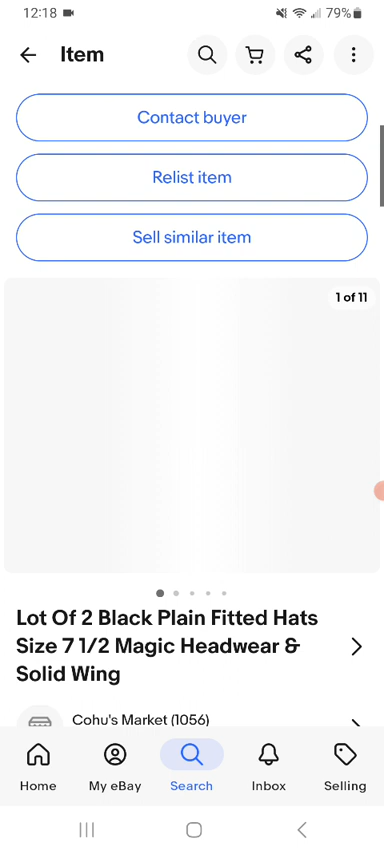 12:18
79%
Item
Contact buyer
Relist item
Sell similar item
1 of 11
Lot Of 2 Black Plain Fitted Hats
Size 7 1/2 Magic Headwear &
Solid Wing
Cohu's Market (1056)
Home
My eBay
Search
Inbox
Selling